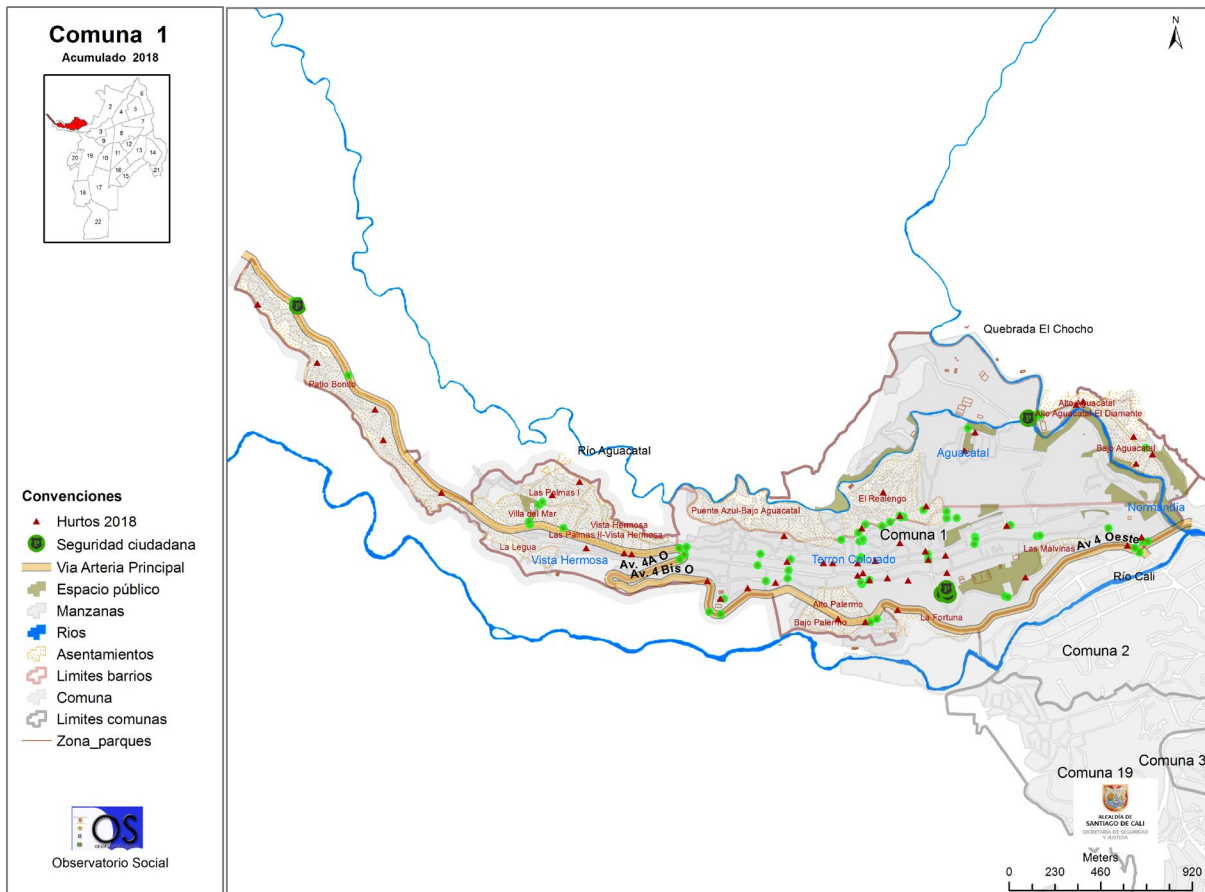 Comuna 1
Acumulado 2018
6
2
4
5
7
3
8
9
12
13
14
20
19
10
11
16
15
21
18
17
22
Convenciones
Hurtos 2018
Seguridad ciudadana
Via Arteria Principal
Espacio público
Manzanas
Rios
Asentamientos
Limites barrios
Comuna
Limites comunas
Zona_parques
OS
Observatorio Social
N
Quebrada El Chocho
Patio Bonito
Alto Aguacatal
Alto Aguacatal-El Diamante
Río Aguacatal
Aguacatal
Bajo Aguacatal
Las Palmas I
El Realengo
Villa del Mar
Puente Azul-Bajo Aguacatal
Normandia
Vista Hermosa
Las Palmas II-Vista Hermosa
Comuna 1
La Legua
Vista Hermosa
Av. 4A O
Av. 4 Bis O
Terron Colorado
Las Malvinas
Av 4 Oeste
Río Cali
Alto Palermo
Bajo Palermo
La Fortuna
Comuna 2
Comuna 3
Comuna 19
ALCALDÍA DE
SANTIAGO DE CALI
SECRETARÍA DE SEGURIDAD
Y JUSTICIA
Meters
0 230 460 920